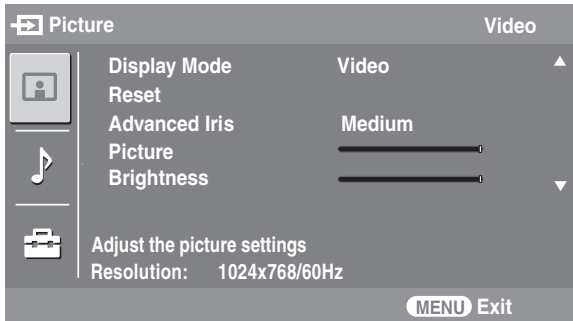 Picture Video
Display Mode Video
Reset
Advanced Iris Medium
Picture
Brightness
Adjust the picture settings
Resolution: 1024x768/60Hz
MENU Exit